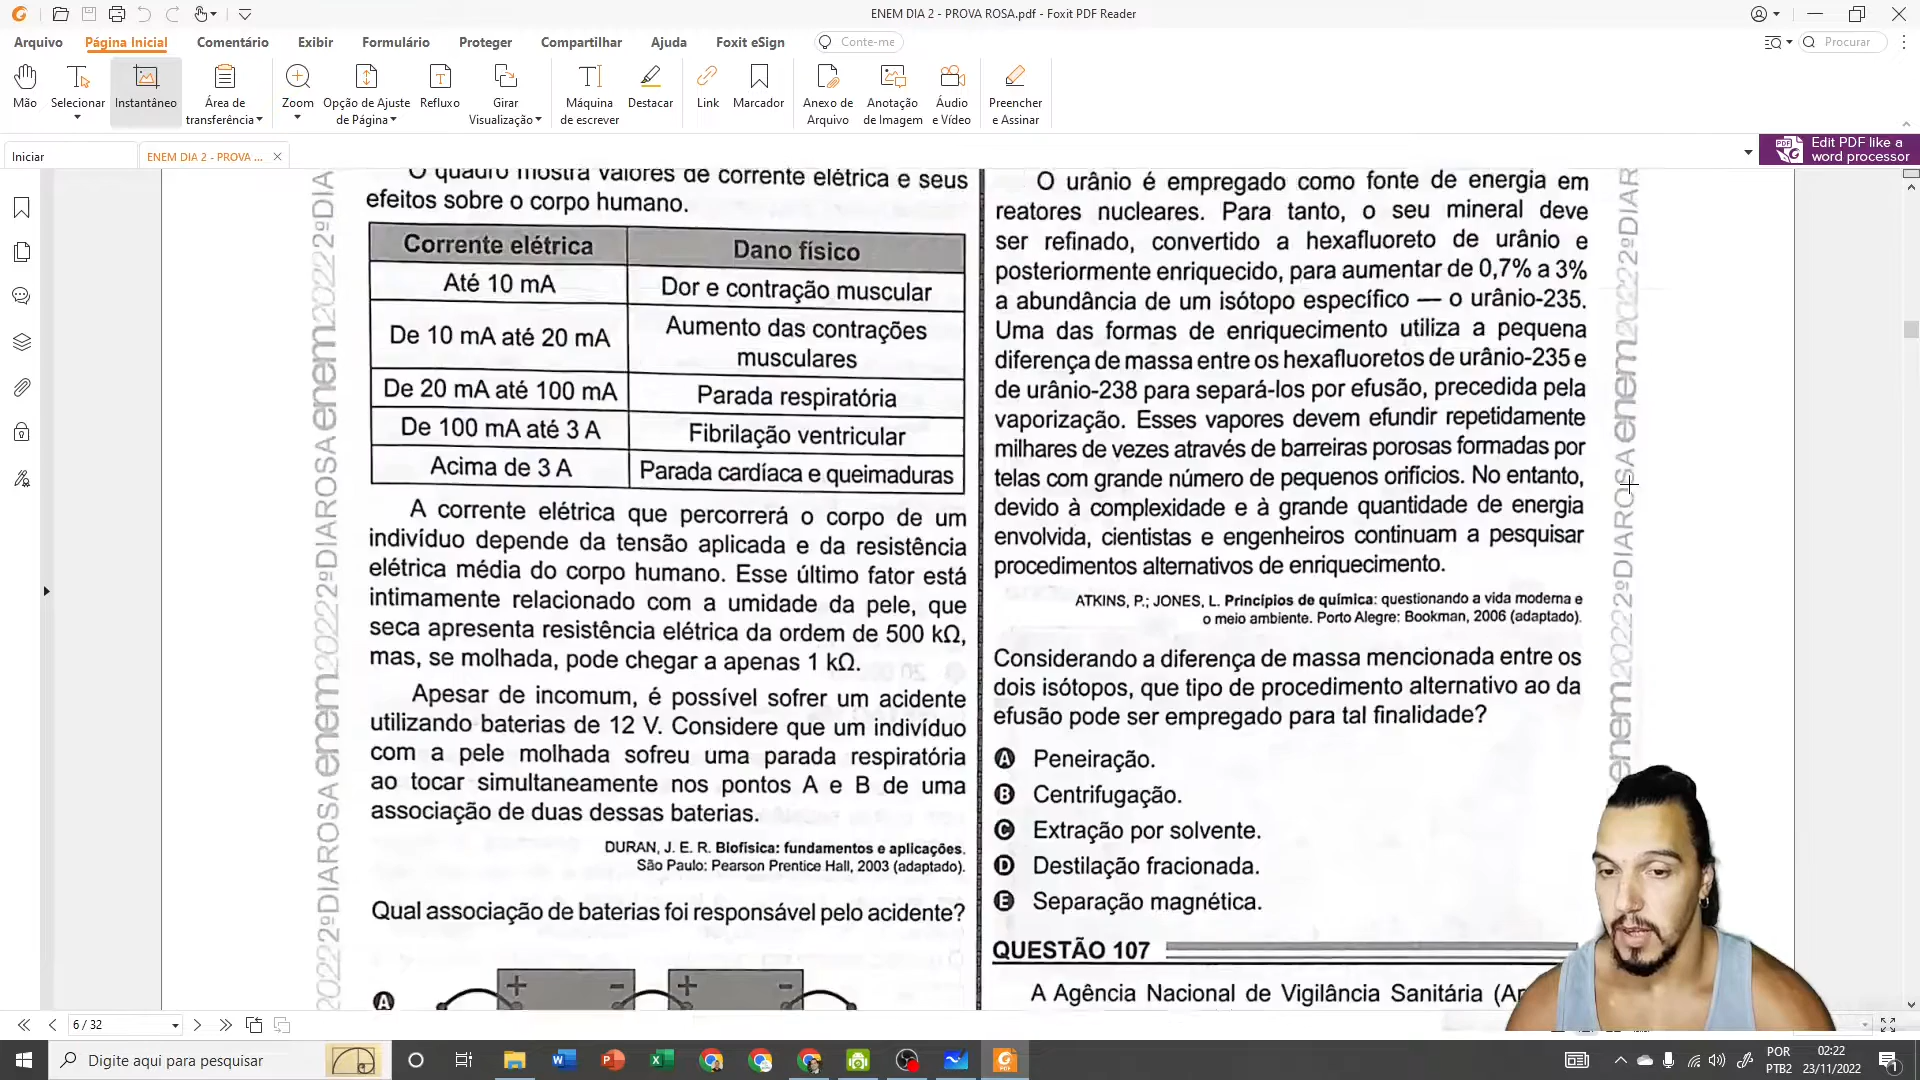 ENEM DIA 2 - PROVA ROSA.pdf - Foxit PDF Reader
Arquivo Página Inicial Comentário Exibir Formulário Proteger Compartilhar Ajuda Foxit eSign Conte-me Procurar
Mão Selecionar Instantâneo Área de transferência Zoom Opção de Ajuste de Página Refluxo Girar Visualização Máquina de escrever Destacar Link Marcador Anexo de Arquivo Anotação de Imagem Áudio e Vídeo Preencher e Assinar
Iniciar ENEM DIA 2 - PROVA ...
Edit PDF like a
word processor
O quadro mostra valores de corrente elétrica e seus
efeitos sobre o corpo humano.
Corrente elétrica Dano físico
Até 10 mA Dor e contração muscular
De 10 mA até 20 mA Aumento das contrações
musculares
De 20 mA até 100 mA Parada respiratória
De 100 mA até 3 A Fibrilação ventricular
Acima de 3 A Parada cardíaca e queimaduras
A corrente elétrica que percorrerá o corpo de um
indivíduo depende da tensão aplicada e da resistência
elétrica média do corpo humano. Esse último fator está
intimamente relacionado com a umidade da pele, que
seca apresenta resistência elétrica da ordem de 500 kΩ,
mas, se molhada, pode chegar a apenas 1 kΩ.
Apesar de incomum, é possível sofrer um acidente
utilizando baterias de 12 V. Considere que um indivíduo
com a pele molhada sofreu uma parada respiratória
ao tocar simultaneamente nos pontos A e B de uma
associação de duas dessas baterias.
DURAN, J. E. R. Biofísica: fundamentos e aplicações.
São Paulo: Pearson Prentice Hall, 2003 (adaptado).
Qual associação de baterias foi responsável pelo acidente?
A
+ - + -
O urânio é empregado como fonte de energia em
reatores nucleares. Para tanto, o seu mineral deve
ser refinado, convertido a hexafluoreto de urânio e
posteriormente enriquecido, para aumentar de 0,7% a 3%
a abundância de um isótopo específico — o urânio-235.
Uma das formas de enriquecimento utiliza a pequena
diferença de massa entre os hexafluoretos de urânio-235 e
de urânio-238 para separá-los por efusão, precedida pela
vaporização. Esses vapores devem efundir repetidamente
milhares de vezes através de barreiras porosas formadas por
telas com grande número de pequenos orifícios. No entanto,
devido à complexidade e à grande quantidade de energia
envolvida, cientistas e engenheiros continuam a pesquisar
procedimentos alternativos de enriquecimento.
ATKINS, P.; JONES, L. Princípios de química: questionando a vida moderna e
o meio ambiente. Porto Alegre: Bookman, 2006 (adaptado).
Considerando a diferença de massa mencionada entre os
dois isótopos, que tipo de procedimento alternativo ao da
efusão pode ser empregado para tal finalidade?
A Peneiração.
B Centrifugação.
C Extração por solvente.
D Destilação fracionada.
E Separação magnética.
QUESTÃO 107
A Agência Nacional de Vigilância Sanitária
2022 2ºDIAROSA enem2022 2ºDIAROSA enem2022 2ºDIA
enem2022 2ºDIAROSA enem2022 2ºDIAR
6 / 32
Digite aqui para pesquisar
POR
PTB2
02:22
23/11/2022
1